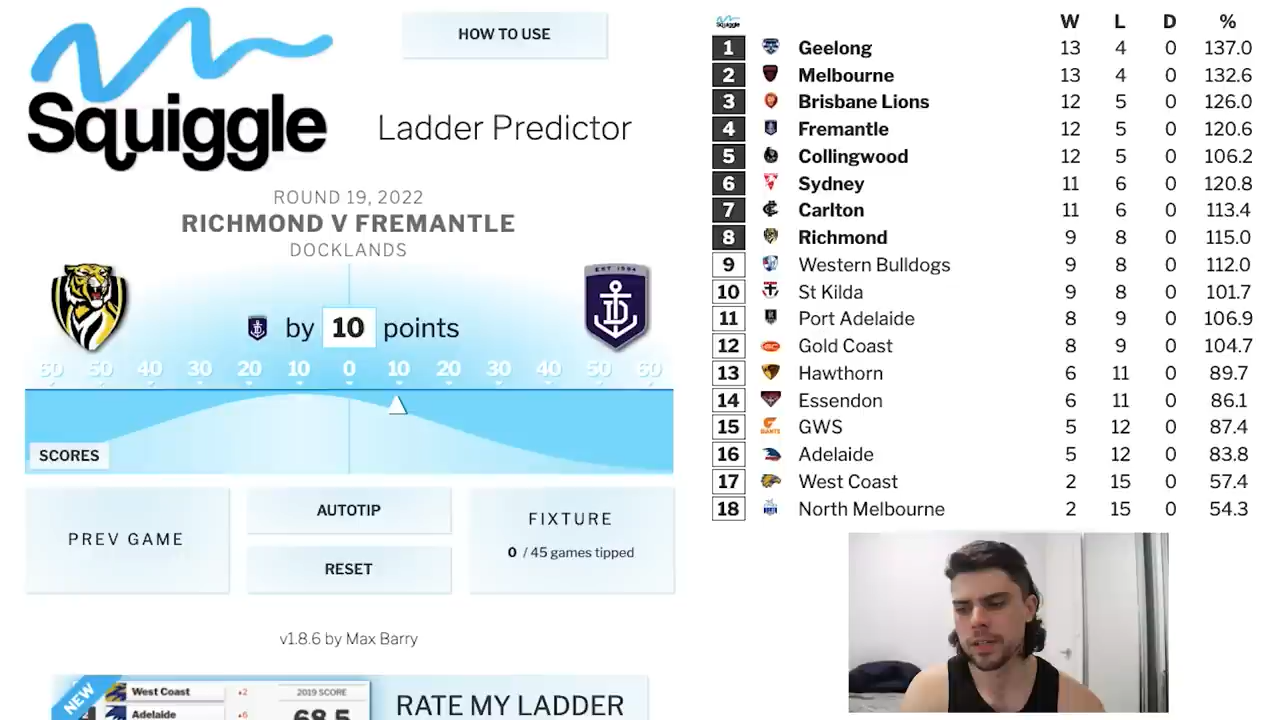 Squiggle
HOW TO USE
Ladder Predictor
ROUND 19, 2022
RICHMOND V FREMANTLE
DOCKLANDS
EST 1994
by 10 points
60 50 40 30 20 10 0 10 20 30 40 50 60
SCORES
PREV GAME
AUTOTIP
RESET
FIXTURE
0 / 45 games tipped
v1.8.6 by Max Barry
NEW
West Coast ▲2
Adelaide ▲6
2019 SCORE
68.5
RATE MY LADDER
Squiggle W L D %
1 Geelong 13 4 0 137.0
2 Melbourne 13 4 0 132.6
3 Brisbane Lions 12 5 0 126.0
4 Fremantle 12 5 0 120.6
5 Collingwood 12 5 0 106.2
6 Sydney 11 6 0 120.8
7 Carlton 11 6 0 113.4
8 Richmond 9 8 0 115.0
9 Western Bulldogs 9 8 0 112.0
10 St Kilda 9 8 0 101.7
11 Port Adelaide 8 9 0 106.9
12 Gold Coast 8 9 0 104.7
13 Hawthorn 6 11 0 89.7
14 Essendon 6 11 0 86.1
15 GWS 5 12 0 87.4
16 Adelaide 5 12 0 83.8
17 West Coast 2 15 0 57.4
18 North Melbourne 2 15 0 54.3